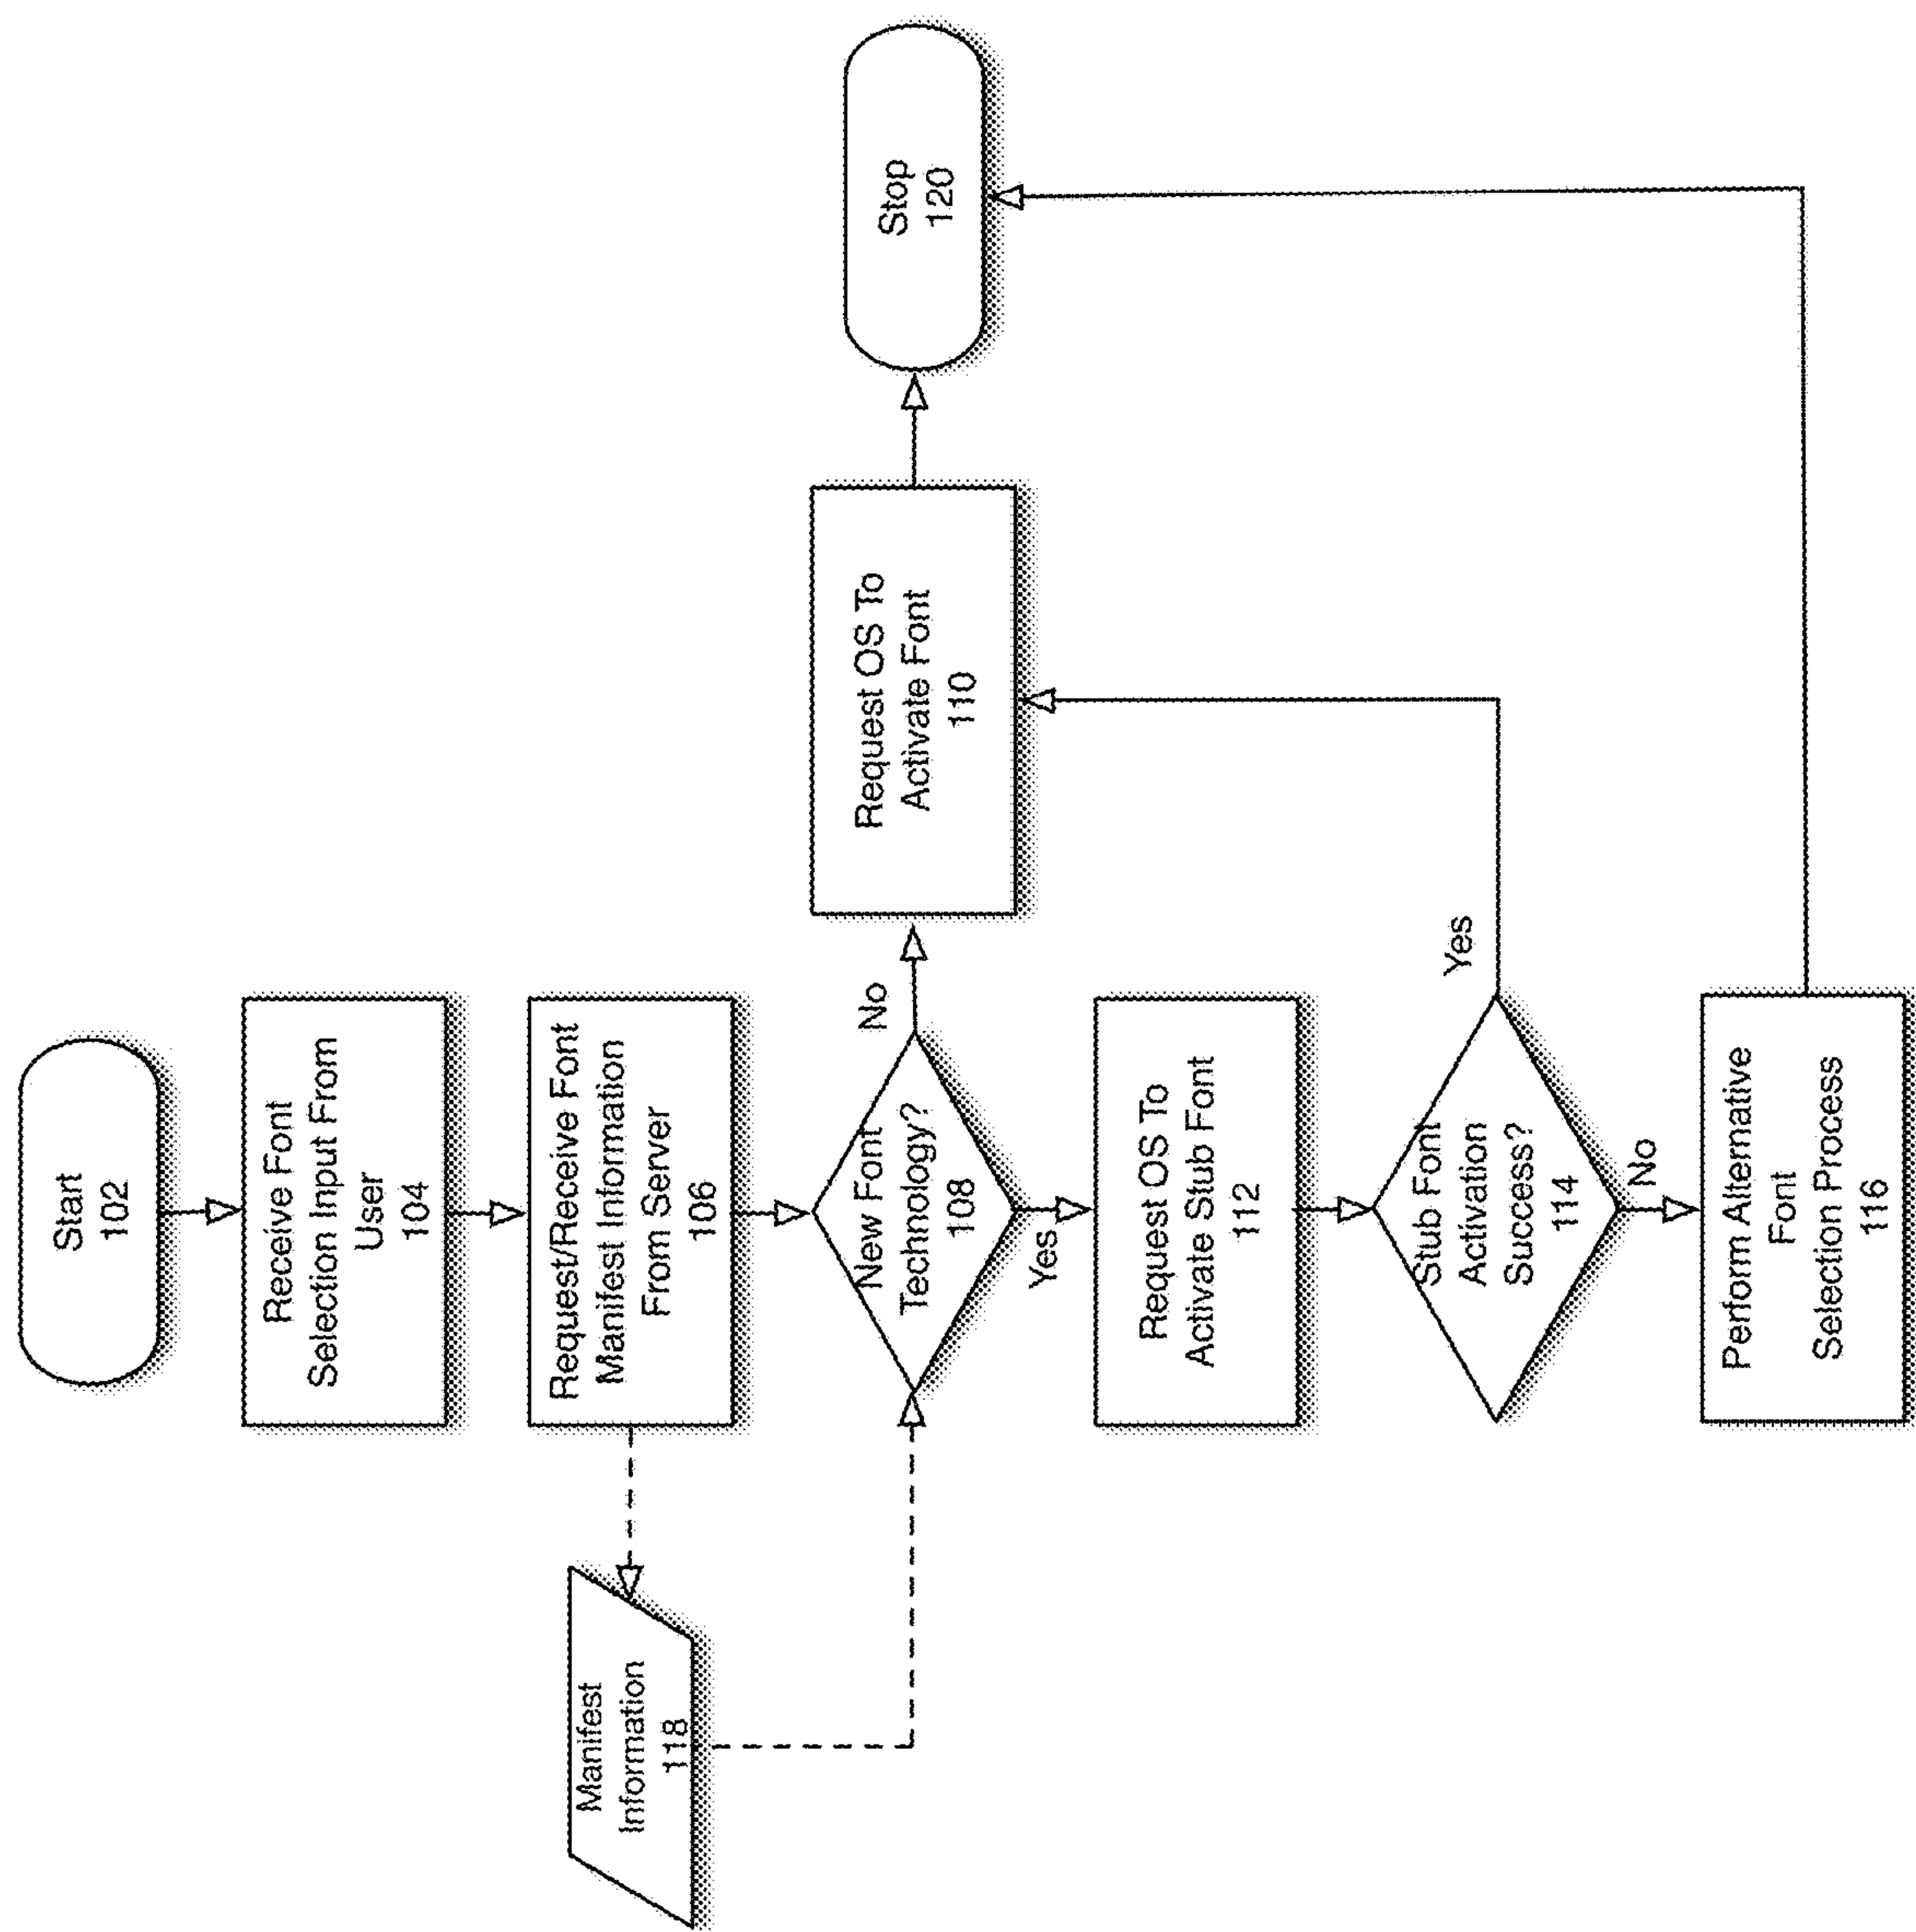 Start
102
Receive Font
Selection Input From
User
104
Request/Receive Font
Manifest Information
From Server
106
Manifest
Information
118
New Font
Technology?
108
No
Yes
Request OS To
Activate Font
110
Stop
120
Request OS To
Activate Stub Font
112
Stub Font
Activation
Success?
114
Yes
No
Perform Alternative
Font
Selection Process
116